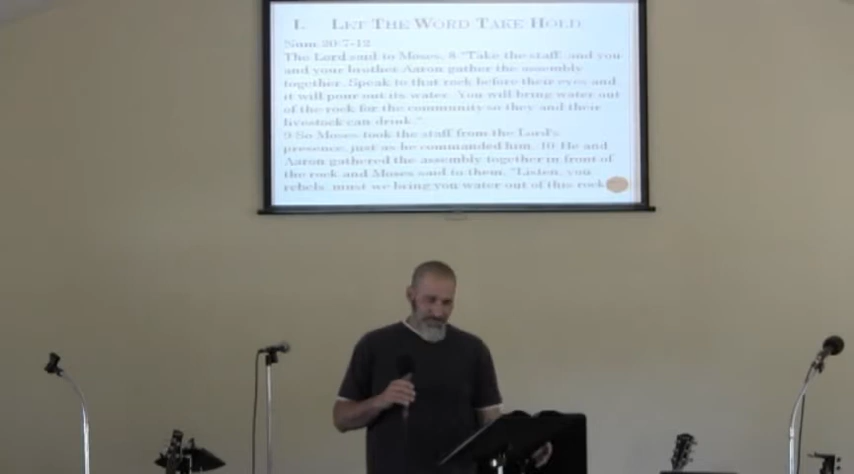 I. LET THE WORD TAKE HOLD
Num. 20:7-12
The Lord said to Moses, 8 "Take the staff, and you
and your brother Aaron gather the assembly
together. Speak to that rock before their eyes and
it will pour out its water. You will bring water out
of the rock for the community so they and their
livestock can drink."
9 So Moses took the staff from the Lord's
presence, just as he commanded him. 10 He and
Aaron gathered the assembly together in front of
the rock and Moses said to them, "Listen, you
rebels, must we bring you water out of this rock